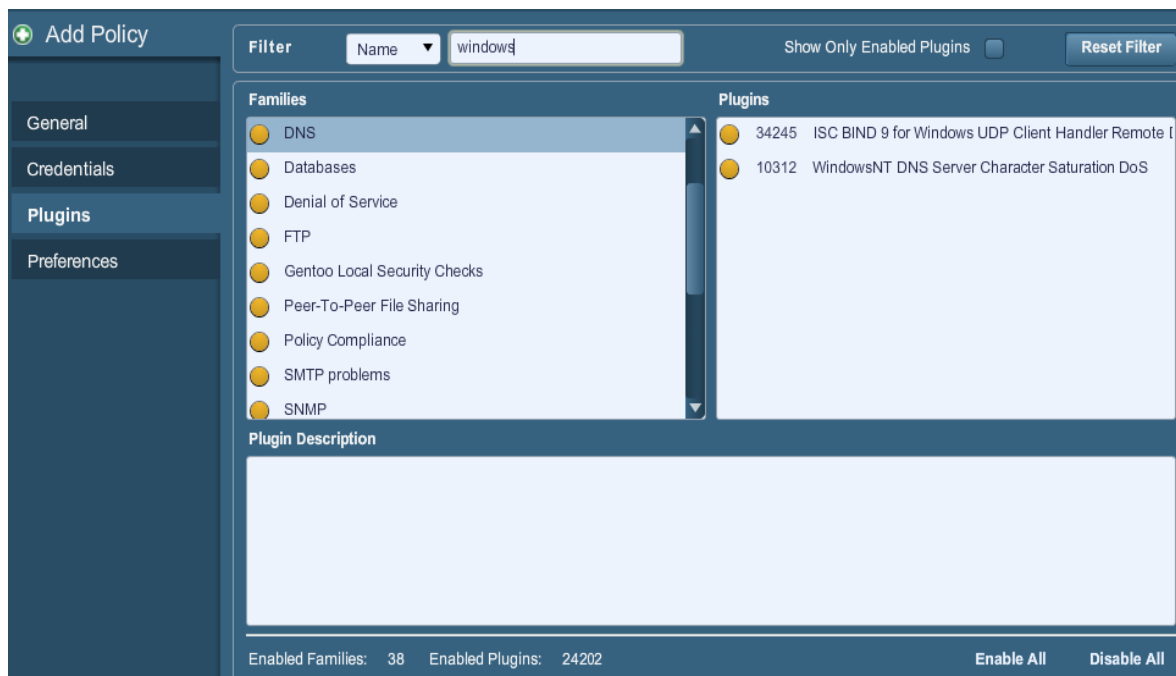 Add Policy
Filter Name windows Show Only Enabled Plugins Reset Filter
General
Credentials
Plugins
Preferences
Families
DNS
Databases
Denial of Service
FTP
Gentoo Local Security Checks
Peer-To-Peer File Sharing
Policy Compliance
SMTP problems
SNMP
Plugins
34245 ISC BIND 9 for Windows UDP Client Handler Remote
10312 WindowsNT DNS Server Character Saturation DoS
Plugin Description
Enabled Families: 38 Enabled Plugins: 24202 Enable All Disable All